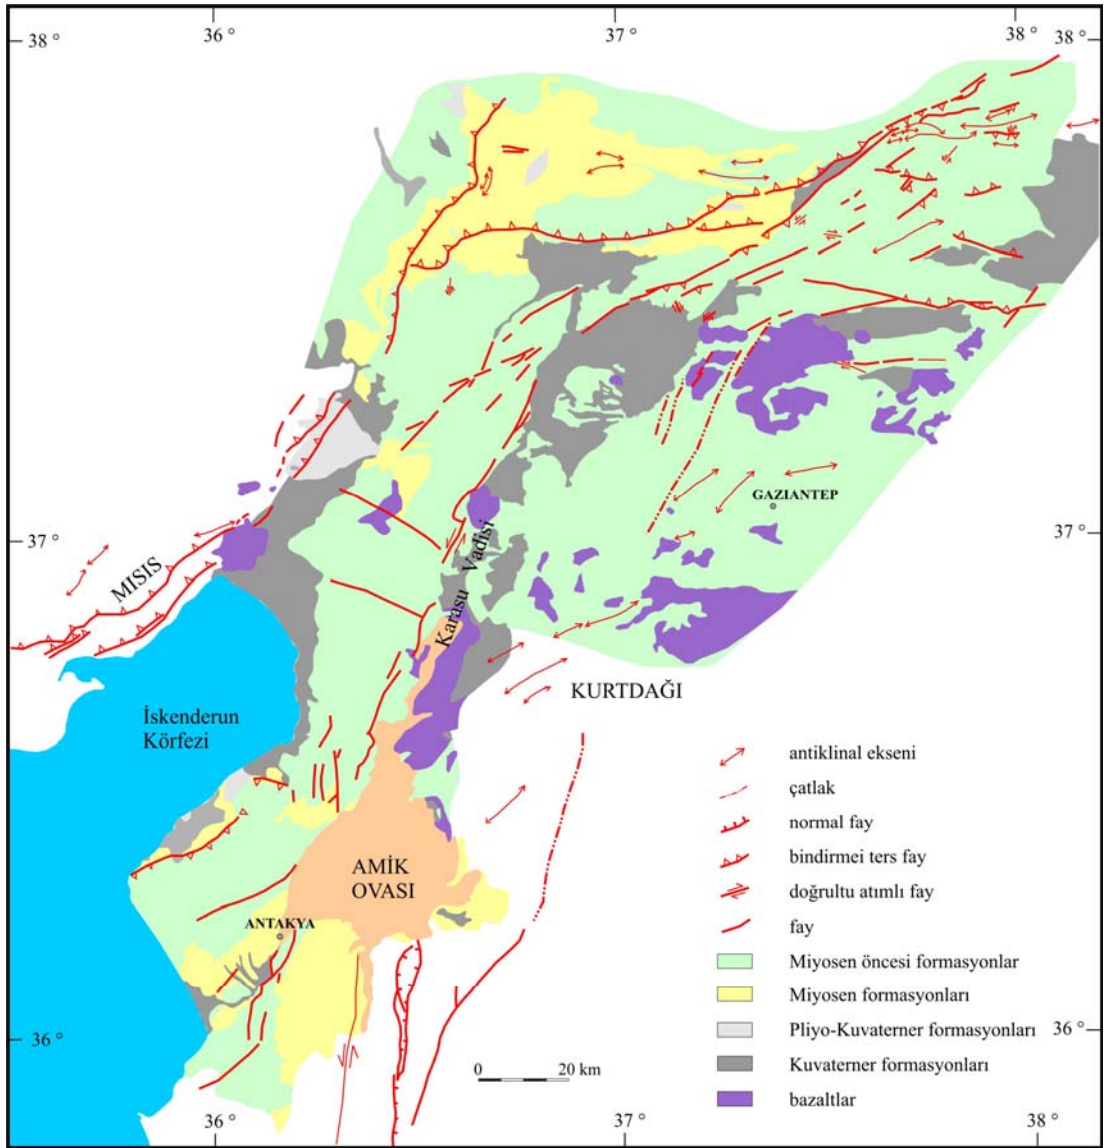 36 °
37 °
38 °
38 °
38 °
MISIS
Karasu Vadisi
GAZIANTEP
37 °
37 °
KURTDAĞI
İskenderun
Körfezi
antiklinal ekseni
çatlak
normal fay
bindirmei ters fay
doğrultu atımlı fay
fay
AMİK
OVASI
ANTAKYA
Miyosen öncesi formasyonlar
Miyosen formasyonları
Pliyo-Kuvaterner formasyonları
Kuvaterner formasyonları
bazaltlar
36 °
36 °
0 20 km
36 °
37 °
38 °